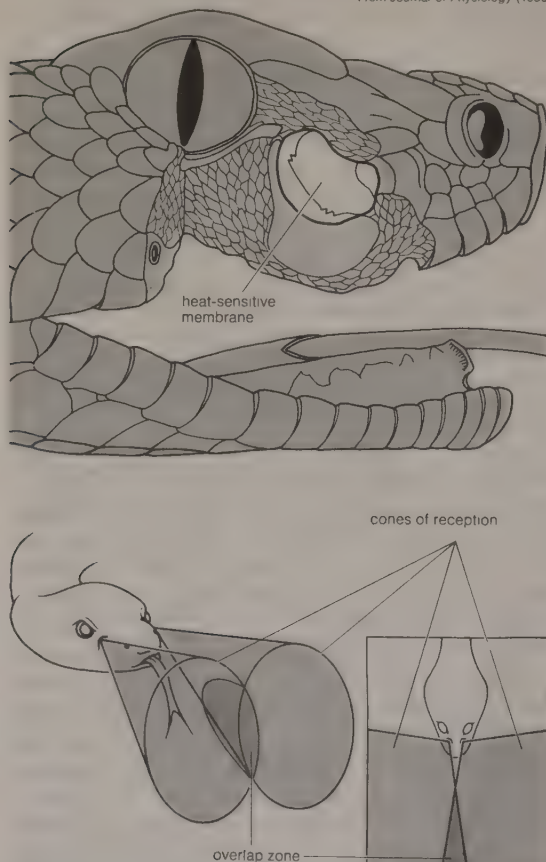 heat-sensitive
membrane
cones of reception
overlap zone